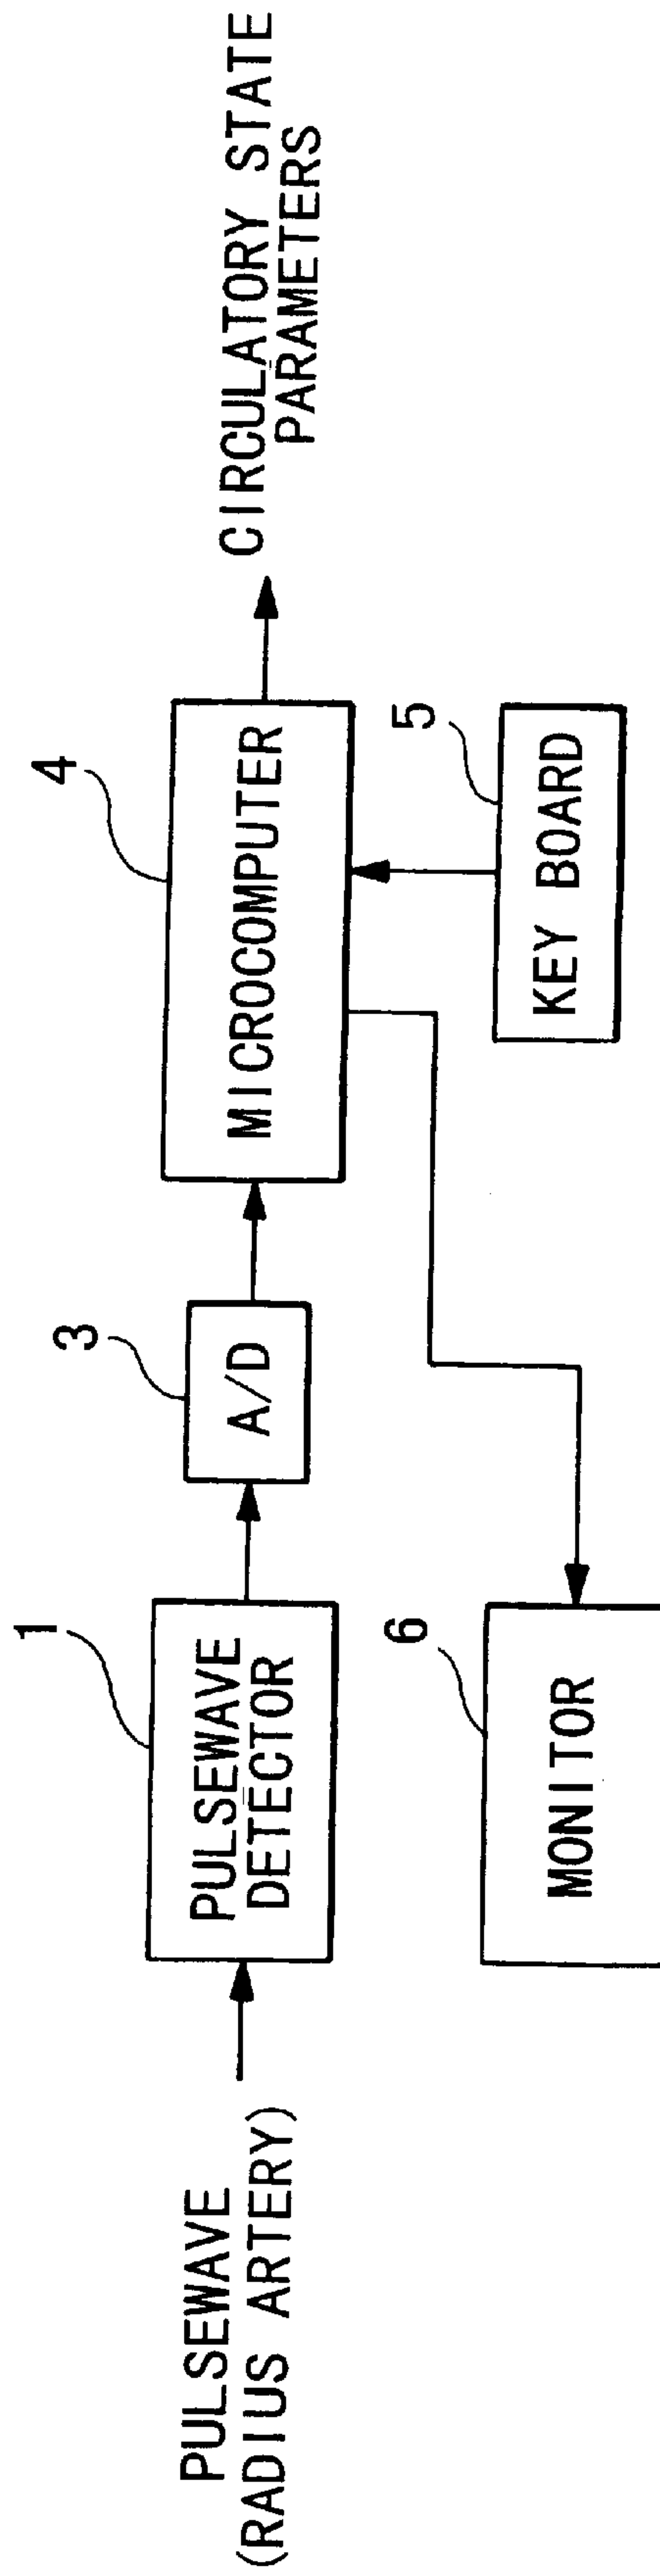 PULSEWAVE
(RADIUS ARTERY)
1
PULSEWAVE
DETECTOR
3
A/D
4
MICROCOMPUTER
CIRCULATORY STATE
PARAMETERS
5
KEY BOARD
6
MONITOR